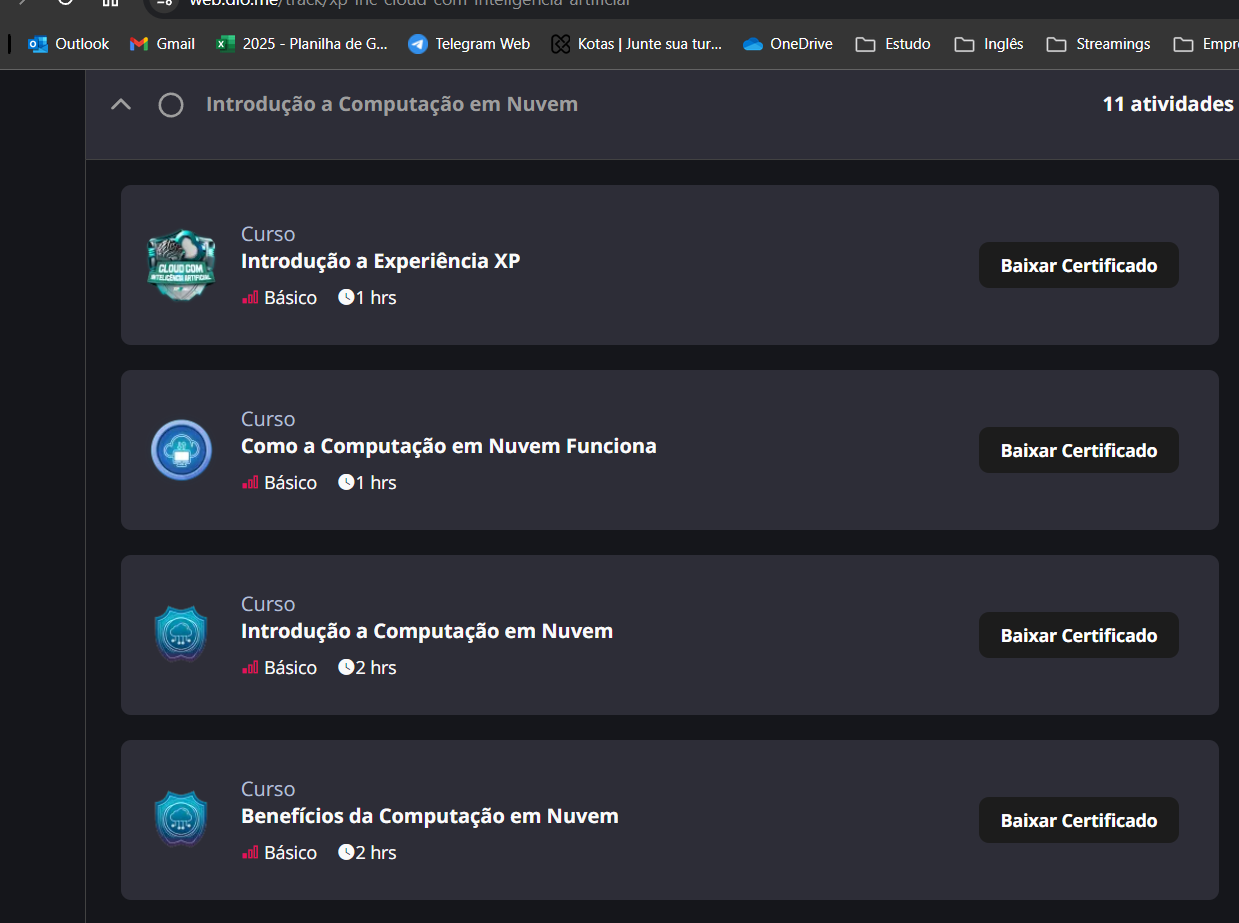 web.dio.me/track/xp-inc-cloud-com-inteligencia-artificial
Outlook
Gmail
2025 - Planilha de G...
Telegram Web
Kotas | Junte sua tur...
OneDrive
Estudo
Inglês
Streamings
Empr
Introdução a Computação em Nuvem
11 atividades
CLOUD COM
INTELIGÊNCIA ARTIFICIAL
Curso
Introdução a Experiência XP
Básico
1 hrs
Baixar Certificado
Curso
Como a Computação em Nuvem Funciona
Básico
1 hrs
Baixar Certificado
Curso
Introdução a Computação em Nuvem
Básico
2 hrs
Baixar Certificado
Curso
Benefícios da Computação em Nuvem
Básico
2 hrs
Baixar Certificado